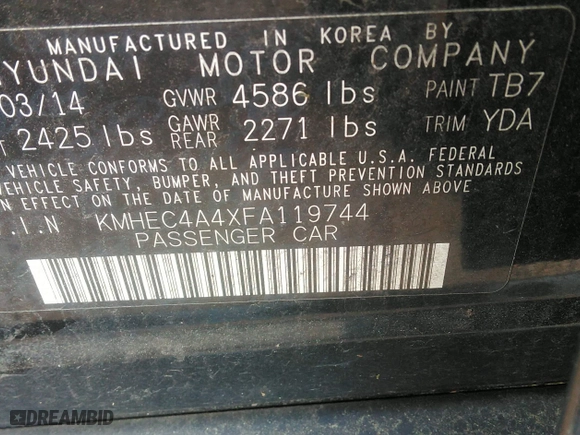 MANUFACTURED IN KOREA BY
HYUNDAI MOTOR COMPANY
03/14 GVWR 4586 lbs PAINT TB7
T 2425 lbs GAWR REAR 2271 lbs TRIM YDA
VEHICLE CONFORMS TO ALL APPLICABLE U.S.A. FEDERAL
VEHICLE SAFETY, BUMPER, AND THEFT PREVENTION STANDARDS
IN EFFECT ON THE DATE OF MANUFACTURE SHOWN ABOVE.
.I.N KMHEC4A4XFA119744
PASSENGER CAR
DREAMBID